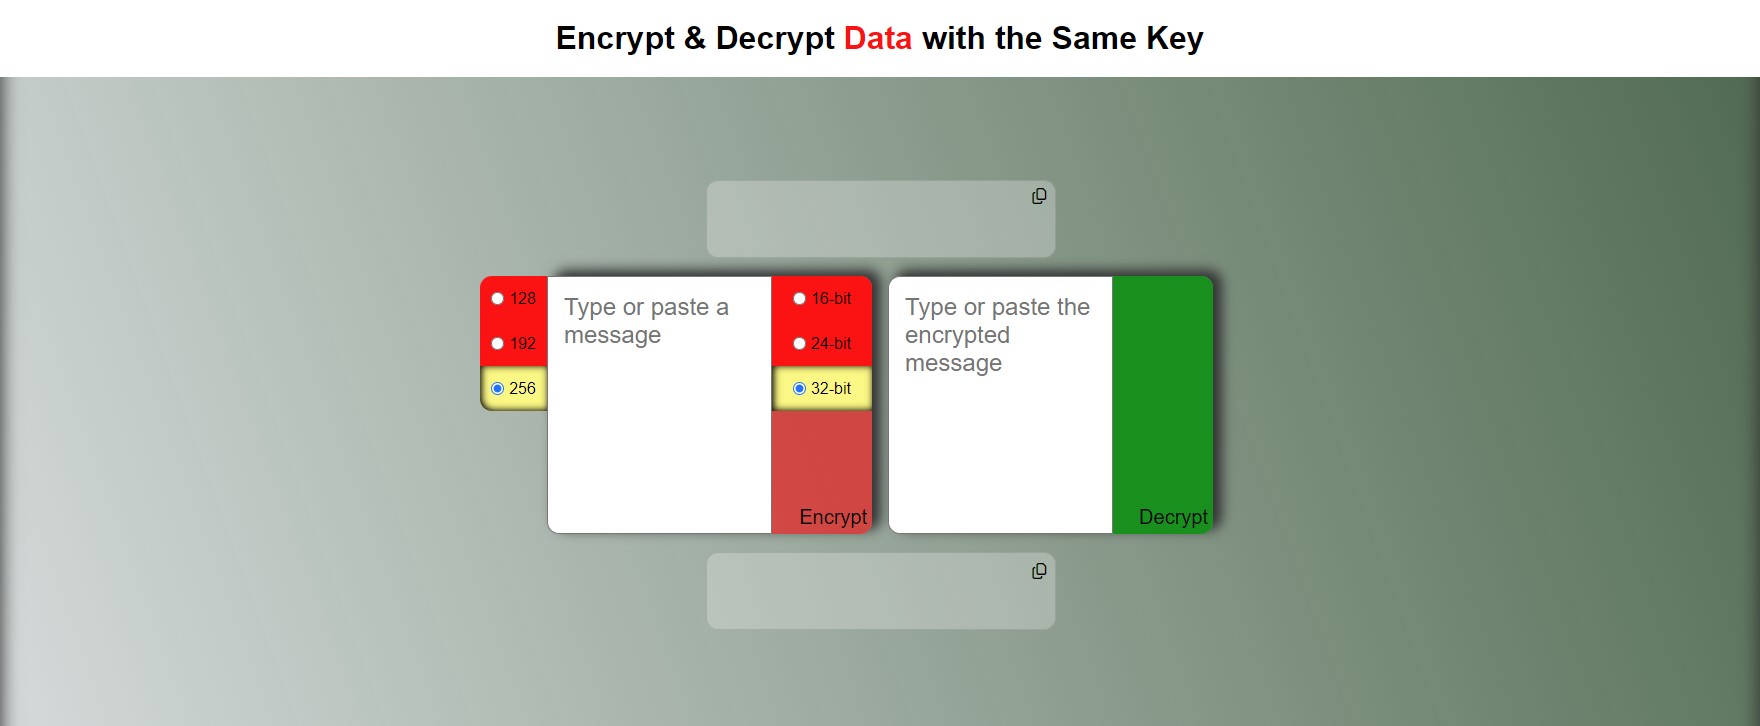 Encrypt & Decrypt Data with the Same Key
128
192
256
Type or paste a
message
16-bit
24-bit
32-bit
Encrypt
Type or paste the
encrypted
message
Decrypt